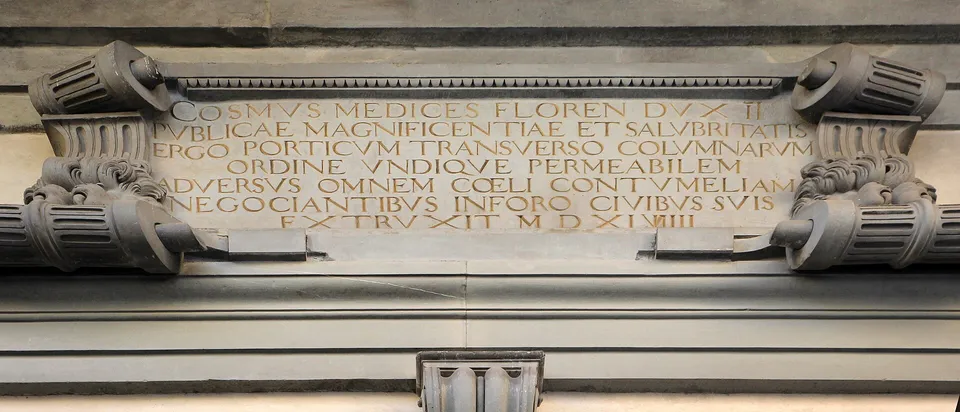 COSMVS MEDICES FLOREN DVX II
PVBLICAE MAGNIFICENTIAE ET SALVBRITATIS
ERGO PORTICVM TRANSVERSO COLVMNARVM
ORDINE VNDIQVE PERMEABILEM
ADVERSVS OMNEM CŒLI CONTVMELIAM
NEGOCIANTIBVS INFORO CIVIBVS SVIS
EXTRVXIT M D XLVIIII